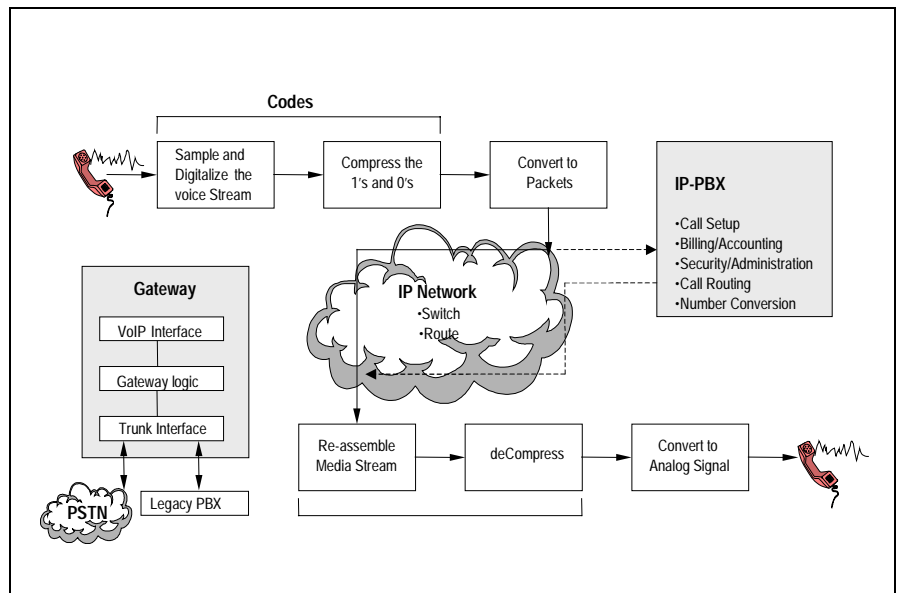 Codes
Sample and
Digitalize the
voice Stream
Compress the
1's and 0's
Convert to
Packets
IP-PBX
•Call Setup
•Billing/Accounting
•Security/Administration
•Call Routing
•Number Conversion
IP Network
•Switch
•Route
Gateway
VoIP Interface
Gateway logic
Trunk Interface
PSTN
Legacy PBX
Re-assemble
Media Stream
deCompress
Convert to
Analog Signal